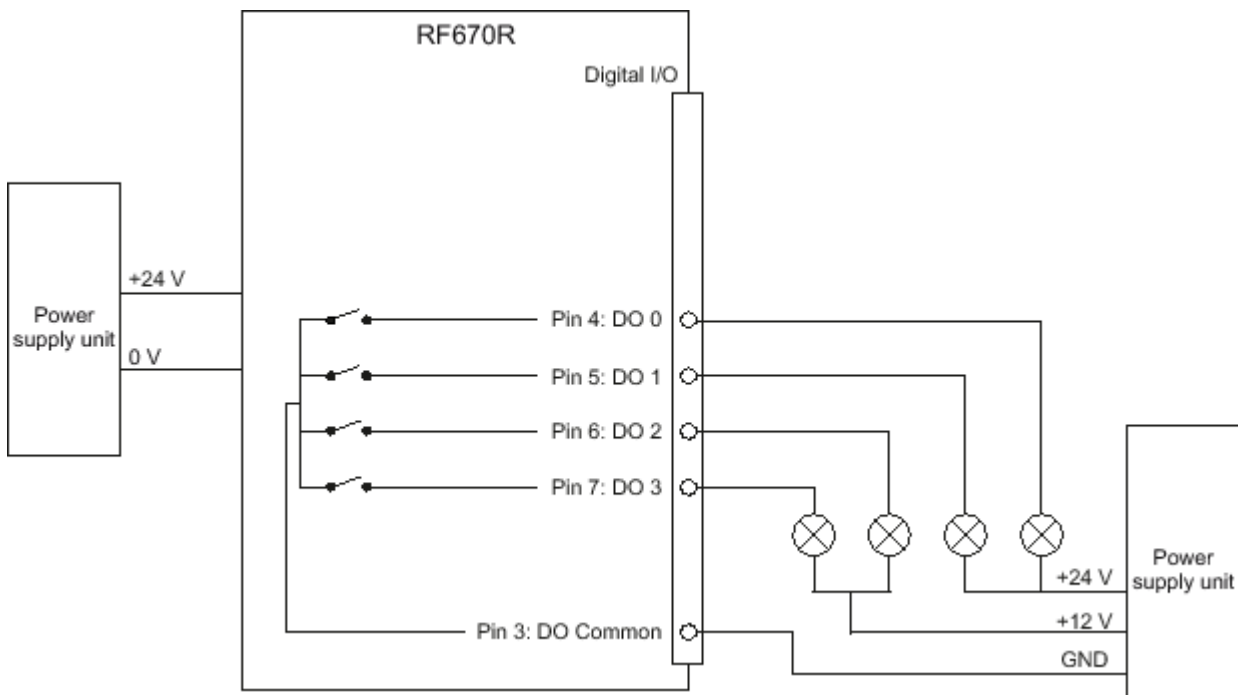 RF670R
Digital I/O
+24 V
Power
supply unit
0 V
Pin 4: DO 0
Pin 5: DO 1
Pin 6: DO 2
Pin 7: DO 3
Pin 3: DO Common
+24 V
+12 V
GND
Power
supply unit